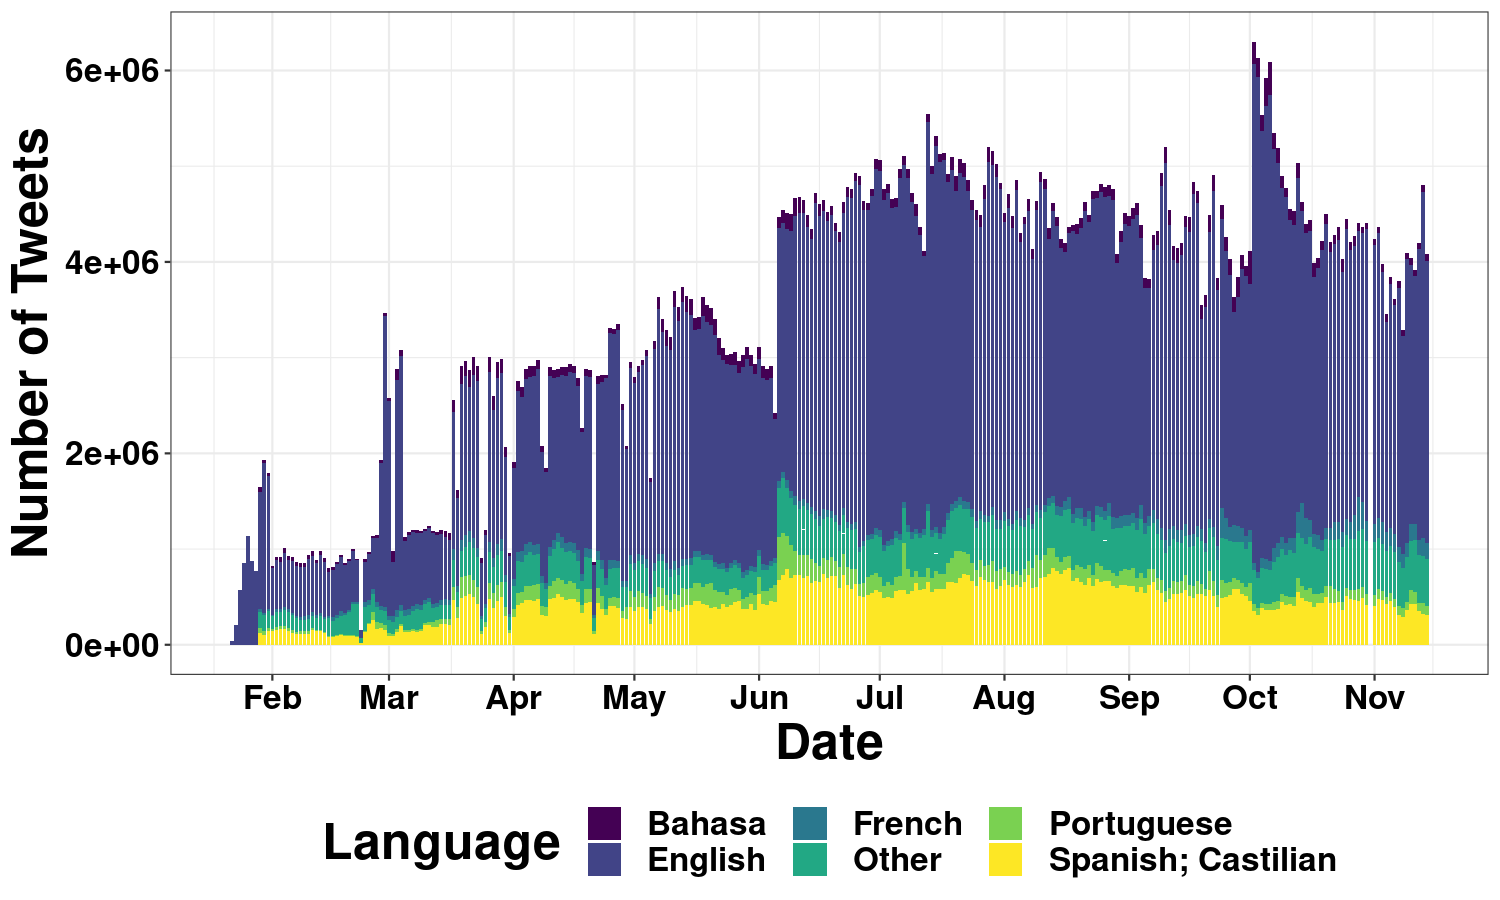 Number of Tweets
6e+06
4e+06
2e+06
0e+00
Feb Mar Apr May Jun Jul Aug Sep Oct Nov
Date
Language
Bahasa French Portuguese
English Other Spanish; Castilian